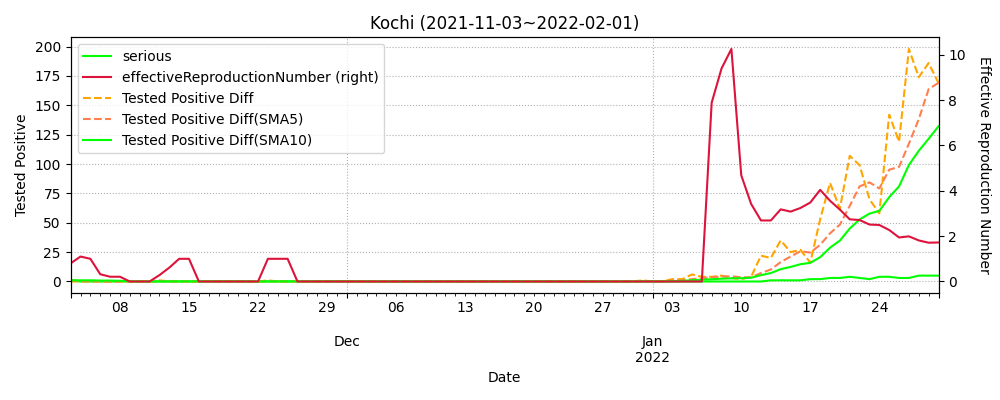 Kochi (2021-11-03~2022-02-01)
serious
effectiveReproductionNumber (right)
Tested Positive Diff
Tested Positive Diff(SMA5)
Tested Positive Diff(SMA10)
Tested Positive
200
175
150
125
100
75
50
25
0
10
8
6
4
2
0
Effective Reproduction Number
08 15 22 Dec 06 13 20 27 Jan 03 10 17 24
2022
Date